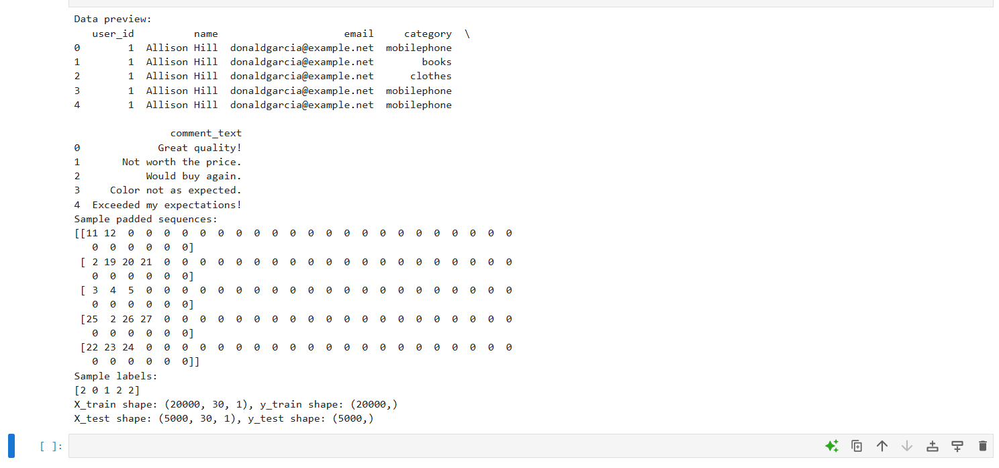 Data preview:
   user_id          name                     email     category  \
0        1  Allison Hill  donaldgarcia@example.net  mobilephone
1        1  Allison Hill  donaldgarcia@example.net        books
2        1  Allison Hill  donaldgarcia@example.net      clothes
3        1  Allison Hill  donaldgarcia@example.net  mobilephone
4        1  Allison Hill  donaldgarcia@example.net  mobilephone
                comment_text
0             Great quality!
1       Not worth the price.
2           Would buy again.
3     Color not as expected.
4  Exceeded my expectations!
Sample padded sequences:
[[11 12  0  0  0  0  0  0  0  0  0  0  0  0  0  0  0  0  0  0  0  0  0  0
   0  0  0  0  0  0]
 [ 2 19 20 21  0  0  0  0  0  0  0  0  0  0  0  0  0  0  0  0  0  0  0  0
   0  0  0  0  0  0]
 [ 3  4  5  0  0  0  0  0  0  0  0  0  0  0  0  0  0  0  0  0  0  0  0  0
   0  0  0  0  0  0]
 [25  2 26 27  0  0  0  0  0  0  0  0  0  0  0  0  0  0  0  0  0  0  0  0
   0  0  0  0  0  0]
 [22 23 24  0  0  0  0  0  0  0  0  0  0  0  0  0  0  0  0  0  0  0  0  0
   0  0  0  0  0  0]]
Sample labels:
[2 0 1 2 2]
X_train shape: (20000, 30, 1), y_train shape: (20000,)
X_test shape: (5000, 30, 1), y_test shape: (5000,)
[ ]: